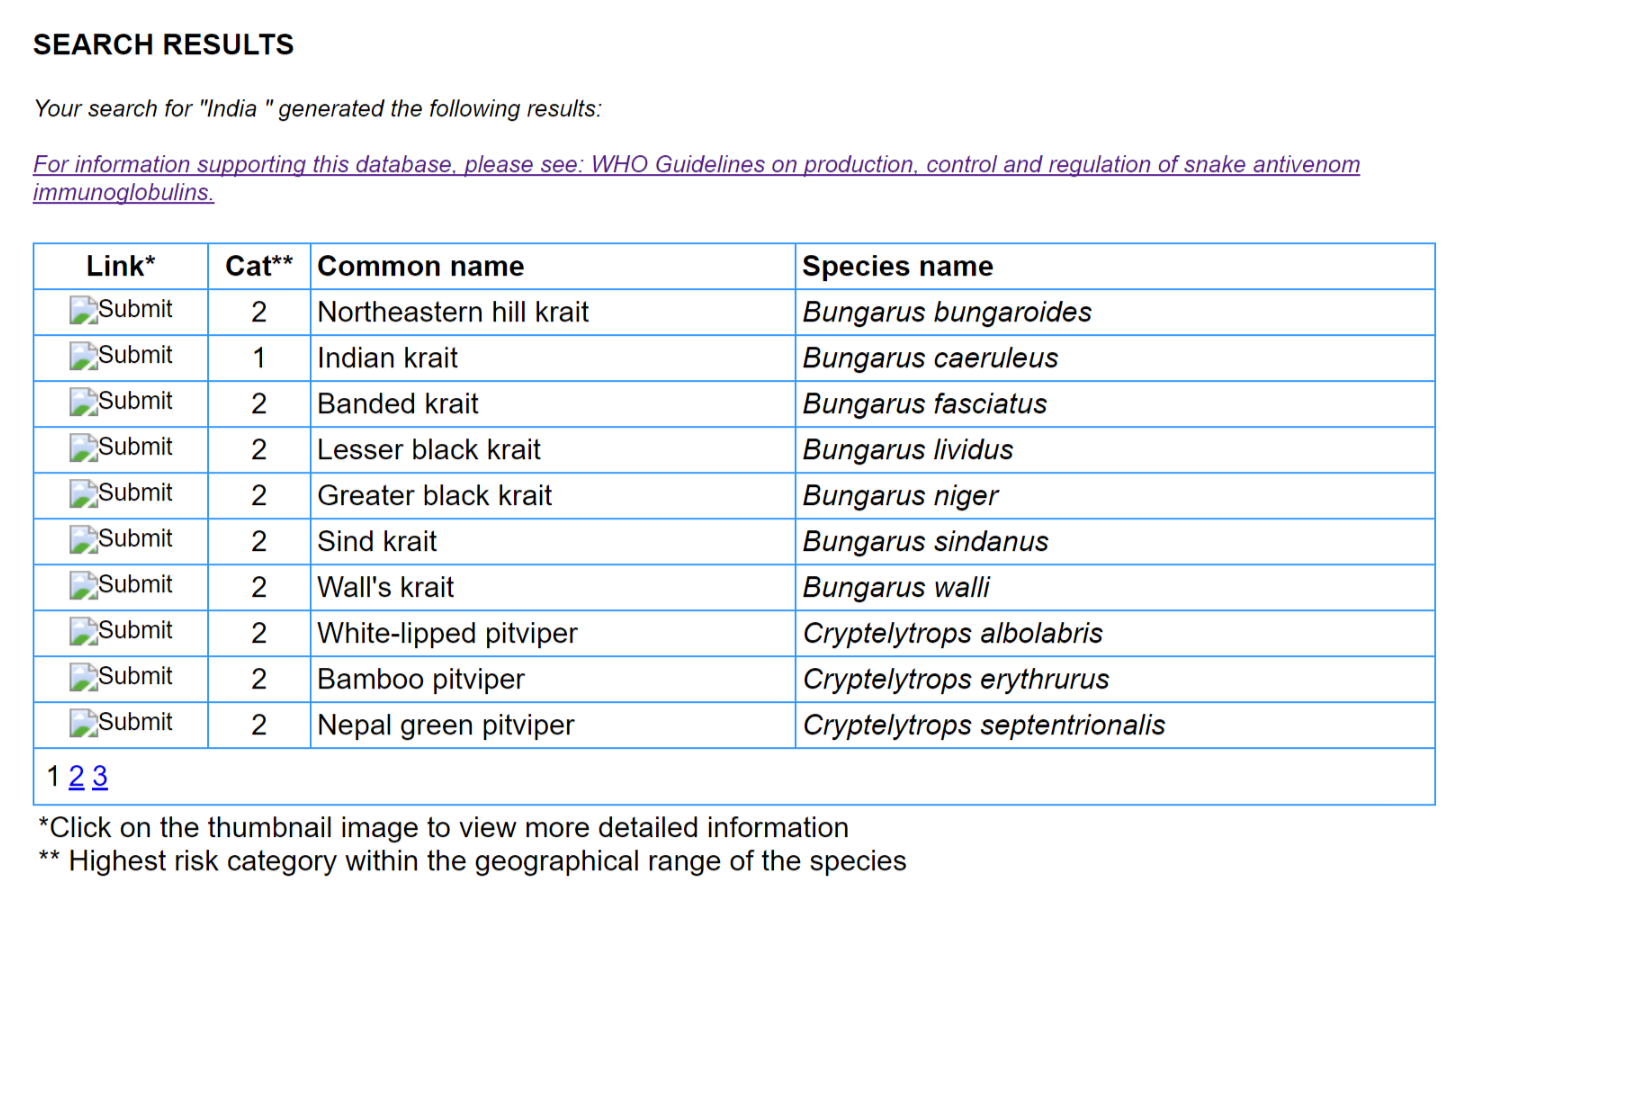 SEARCH RESULTS
Your search for "India " generated the following results:
For information supporting this database, please see: WHO Guidelines on production, control and regulation of snake antivenom
immunoglobulins.
Link* Cat** Common name Species name
Submit 2 Northeastern hill krait Bungarus bungaroides
Submit 1 Indian krait Bungarus caeruleus
Submit 2 Banded krait Bungarus fasciatus
Submit 2 Lesser black krait Bungarus lividus
Submit 2 Greater black krait Bungarus niger
Submit 2 Sind krait Bungarus sindanus
Submit 2 Wall's krait Bungarus walli
Submit 2 White-lipped pitviper Cryptelytrops albolabris
Submit 2 Bamboo pitviper Cryptelytrops erythrurus
Submit 2 Nepal green pitviper Cryptelytrops septentrionalis
1 2 3
*Click on the thumbnail image to view more detailed information
** Highest risk category within the geographical range of the species